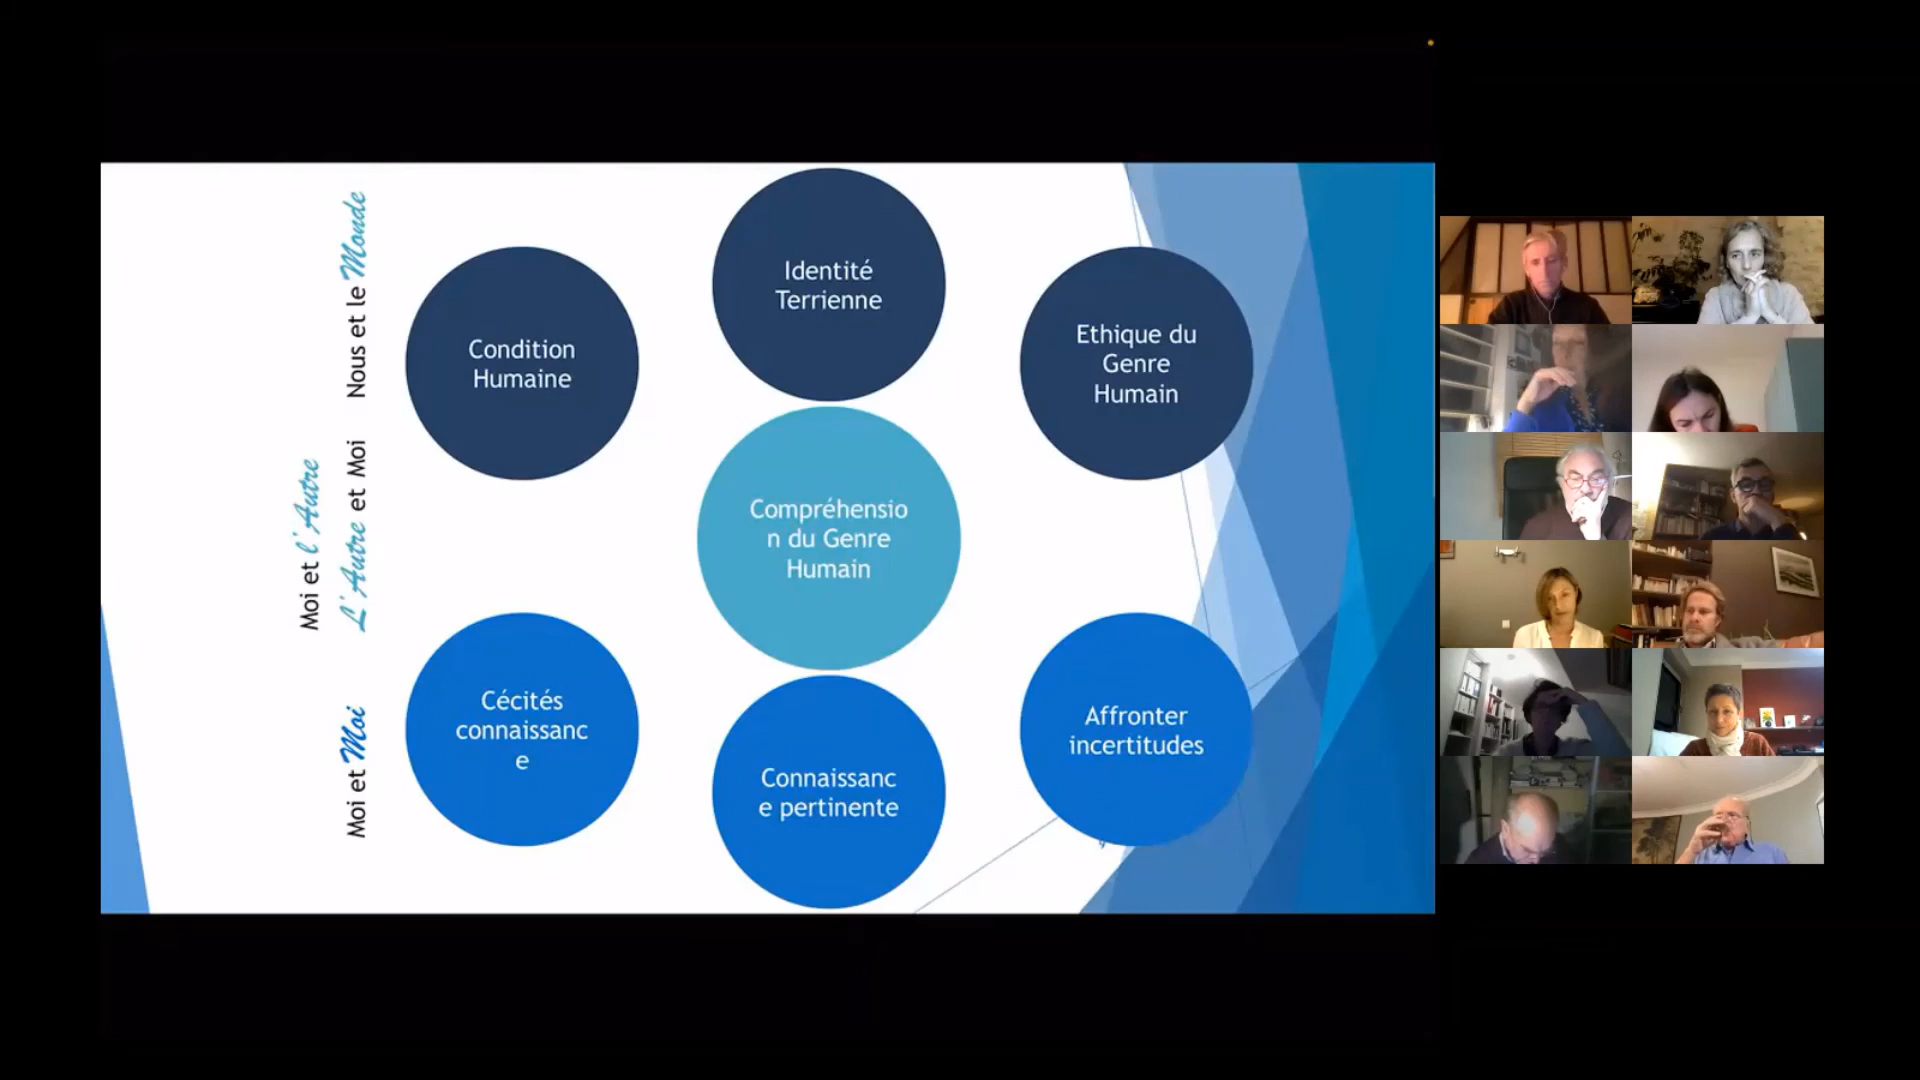 Nous et le Monde
Moi et l'Autre
L'Autre et Moi
Moi et Moi
Condition
Humaine
Identité
Terrienne
Ethique du
Genre
Humain
Compréhensio
n du Genre
Humain
Cécités
connaissanc
e
Connaissanc
e pertinente
Affronter
incertitudes